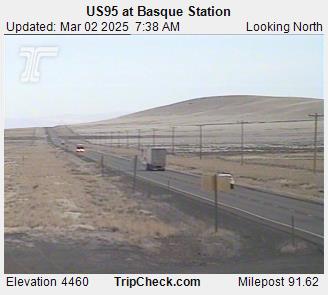 US95 at Basque Station
Updated: Mar 02 2025 7:38 AM Looking North
Elevation 4460 TripCheck.com Milepost 91.62